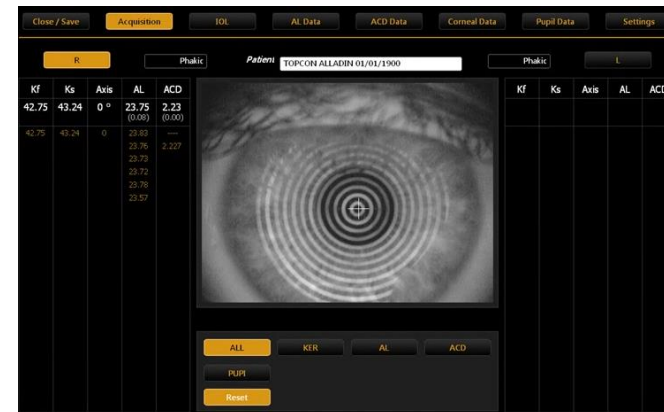 Close / Save Acquisition IOL AL Data ACD Data Corneal Data Pupil Data Settings
R Phakic Patient TOPCON ALLADIN 01/01/1900 Phakic L
Kf Ks Axis AL ACD Kf Ks Axis AL ACD
42.75 43.24 0 ° 23.75 2.23
(0.08) (0.00)
42.75 43.24 0 23.83 ----
23.76 2.227
23.73
23.72
23.78
23.57
ALL KER AL ACD
PUPI
Reset